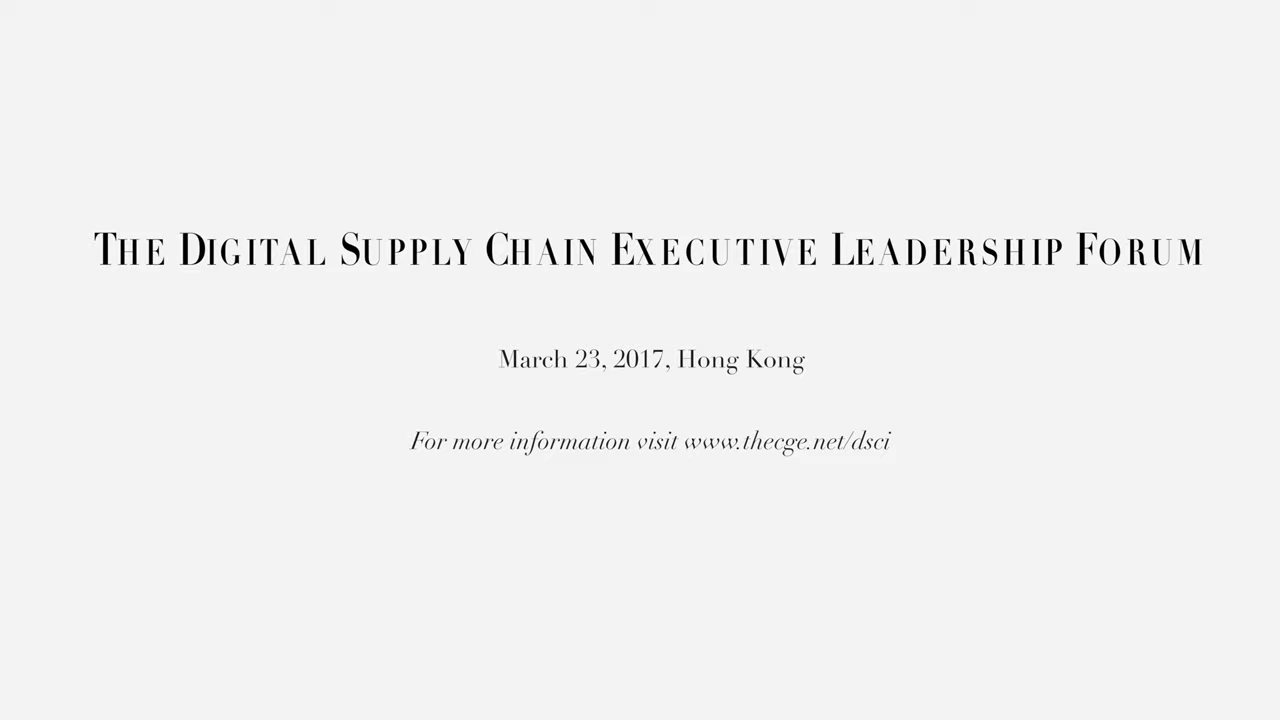 The Digital Supply Chain Executive Leadership Forum
March 23, 2017, Hong Kong
For more information visit www.thecge.net/dsci